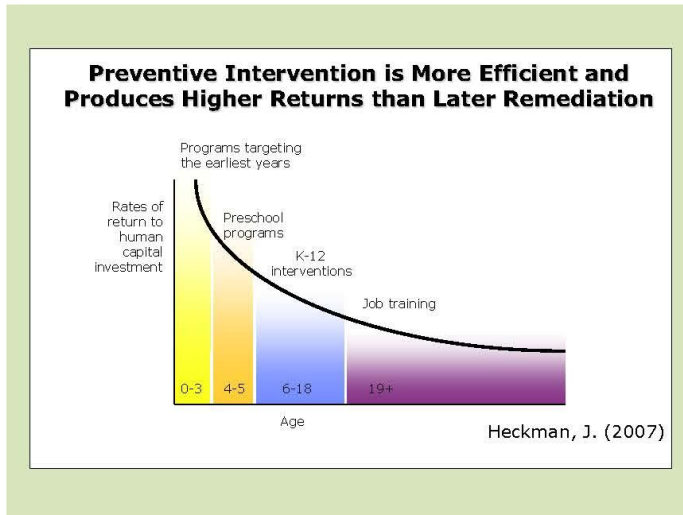 Preventive Intervention is More Efficient and
Produces Higher Returns than Later Remediation
Programs targeting
the earliest years
Rates of
return to
human
capital
investment
Preschool
programs
K-12
interventions
Job training
0-3
4-5
6-18
19+
Age
Heckman, J. (2007)